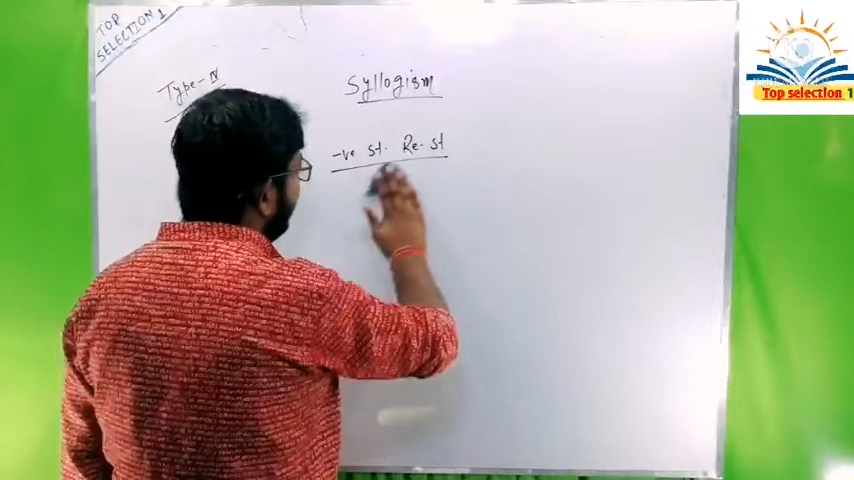 TOP
SELECTION 1
Type-IV
Syllogism
-ve st. Re. st
Top selection 1